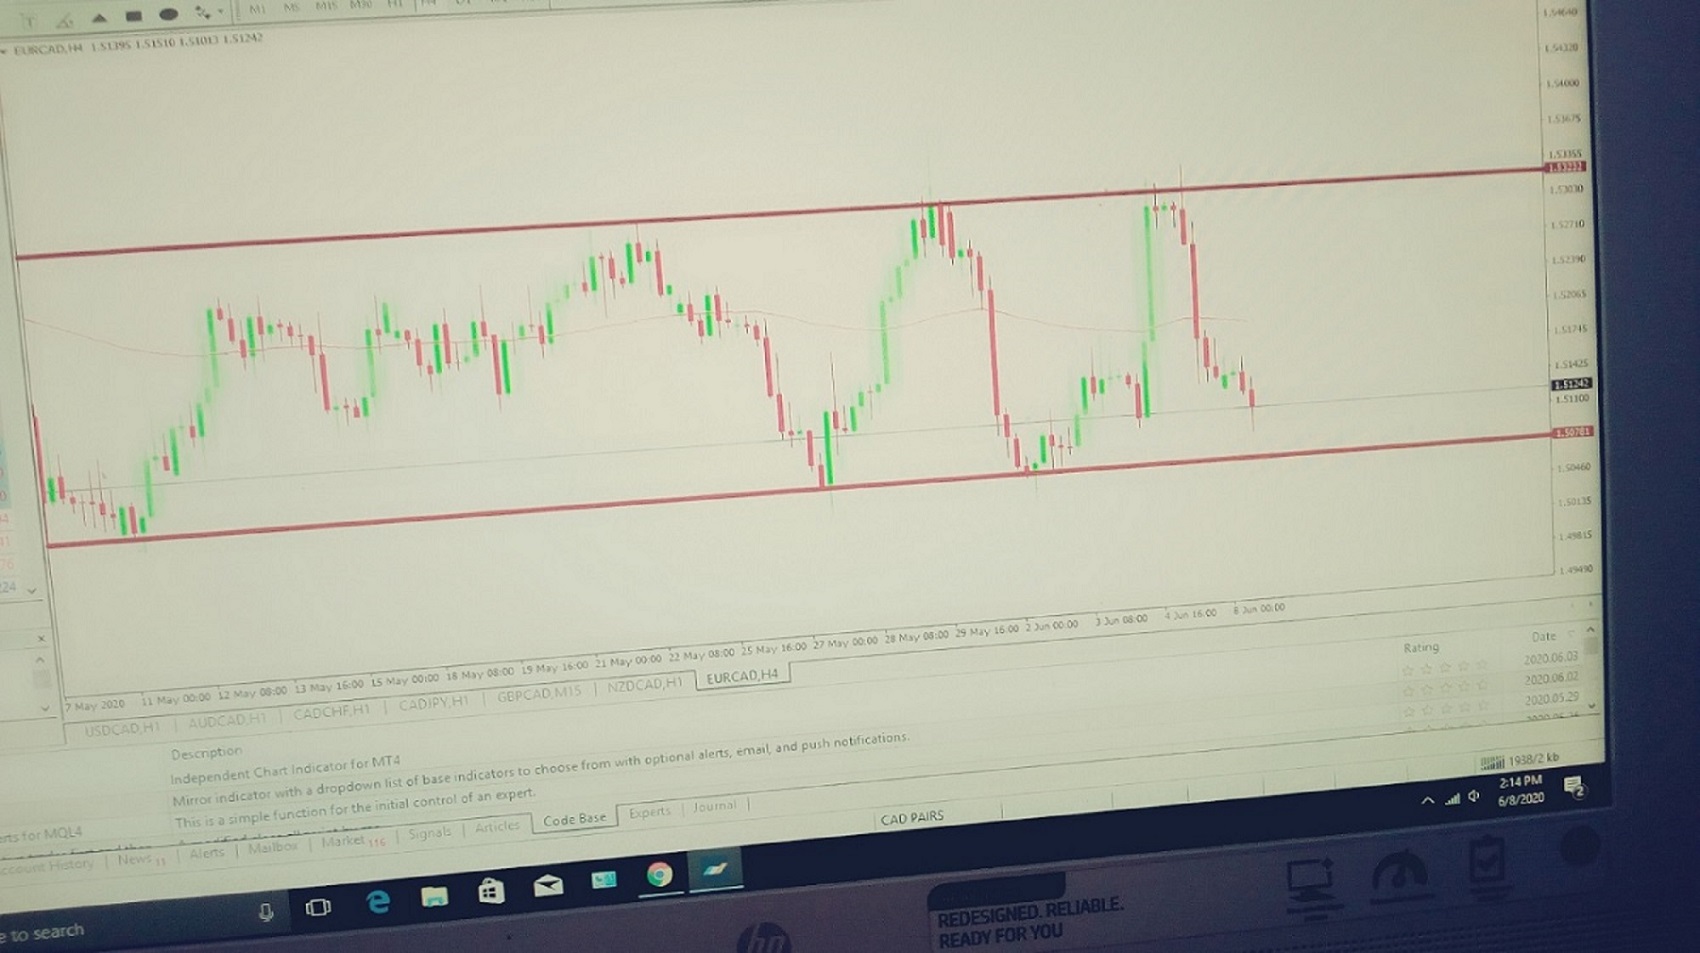 M1 M5 M15 M30 H1
EURCAD,H4 1.51395 1.51510 1.51013 1.51242
1.54640
1.54320
1.54000
1.53675
1.53355
1.53232
1.53030
1.52710
1.52390
1.52065
1.51745
1.51425
1.51242
1.51100
1.50781
1.50460
1.50135
1.49815
1.49490
7 May 2020 11 May 00:00 12 May 08:00 13 May 16:00 15 May 00:00 18 May 08:00 19 May 16:00 21 May 00:00 22 May 08:00 25 May 16:00 27 May 00:00 28 May 08:00 29 May 16:00 2 Jun 00:00 3 Jun 08:00 4 Jun 16:00 8 Jun 00:00
USDCAD,H1 AUDCAD,H1 CADCHF,H1 CADJPY,H1 GBPCAD,M15 NZDCAD,H1 EURCAD,H4
Description Rating Date
Independent Chart Indicator for MT4 2020.06.03
Mirror indicator with a dropdown list of base indicators to choose from with optional alerts, email, and push notifications. 2020.06.02
This is a simple function for the initial control of an expert. 2020.05.29
rts for MQL4
ccount History News 11 Alerts Mailbox Market 116 Signals Articles Code Base Experts Journal
CAD PAIRS
1938/2 kb
2:14 PM
6/8/2020
2
e to search
hp
REDESIGNED. RELIABLE.
READY FOR YOU